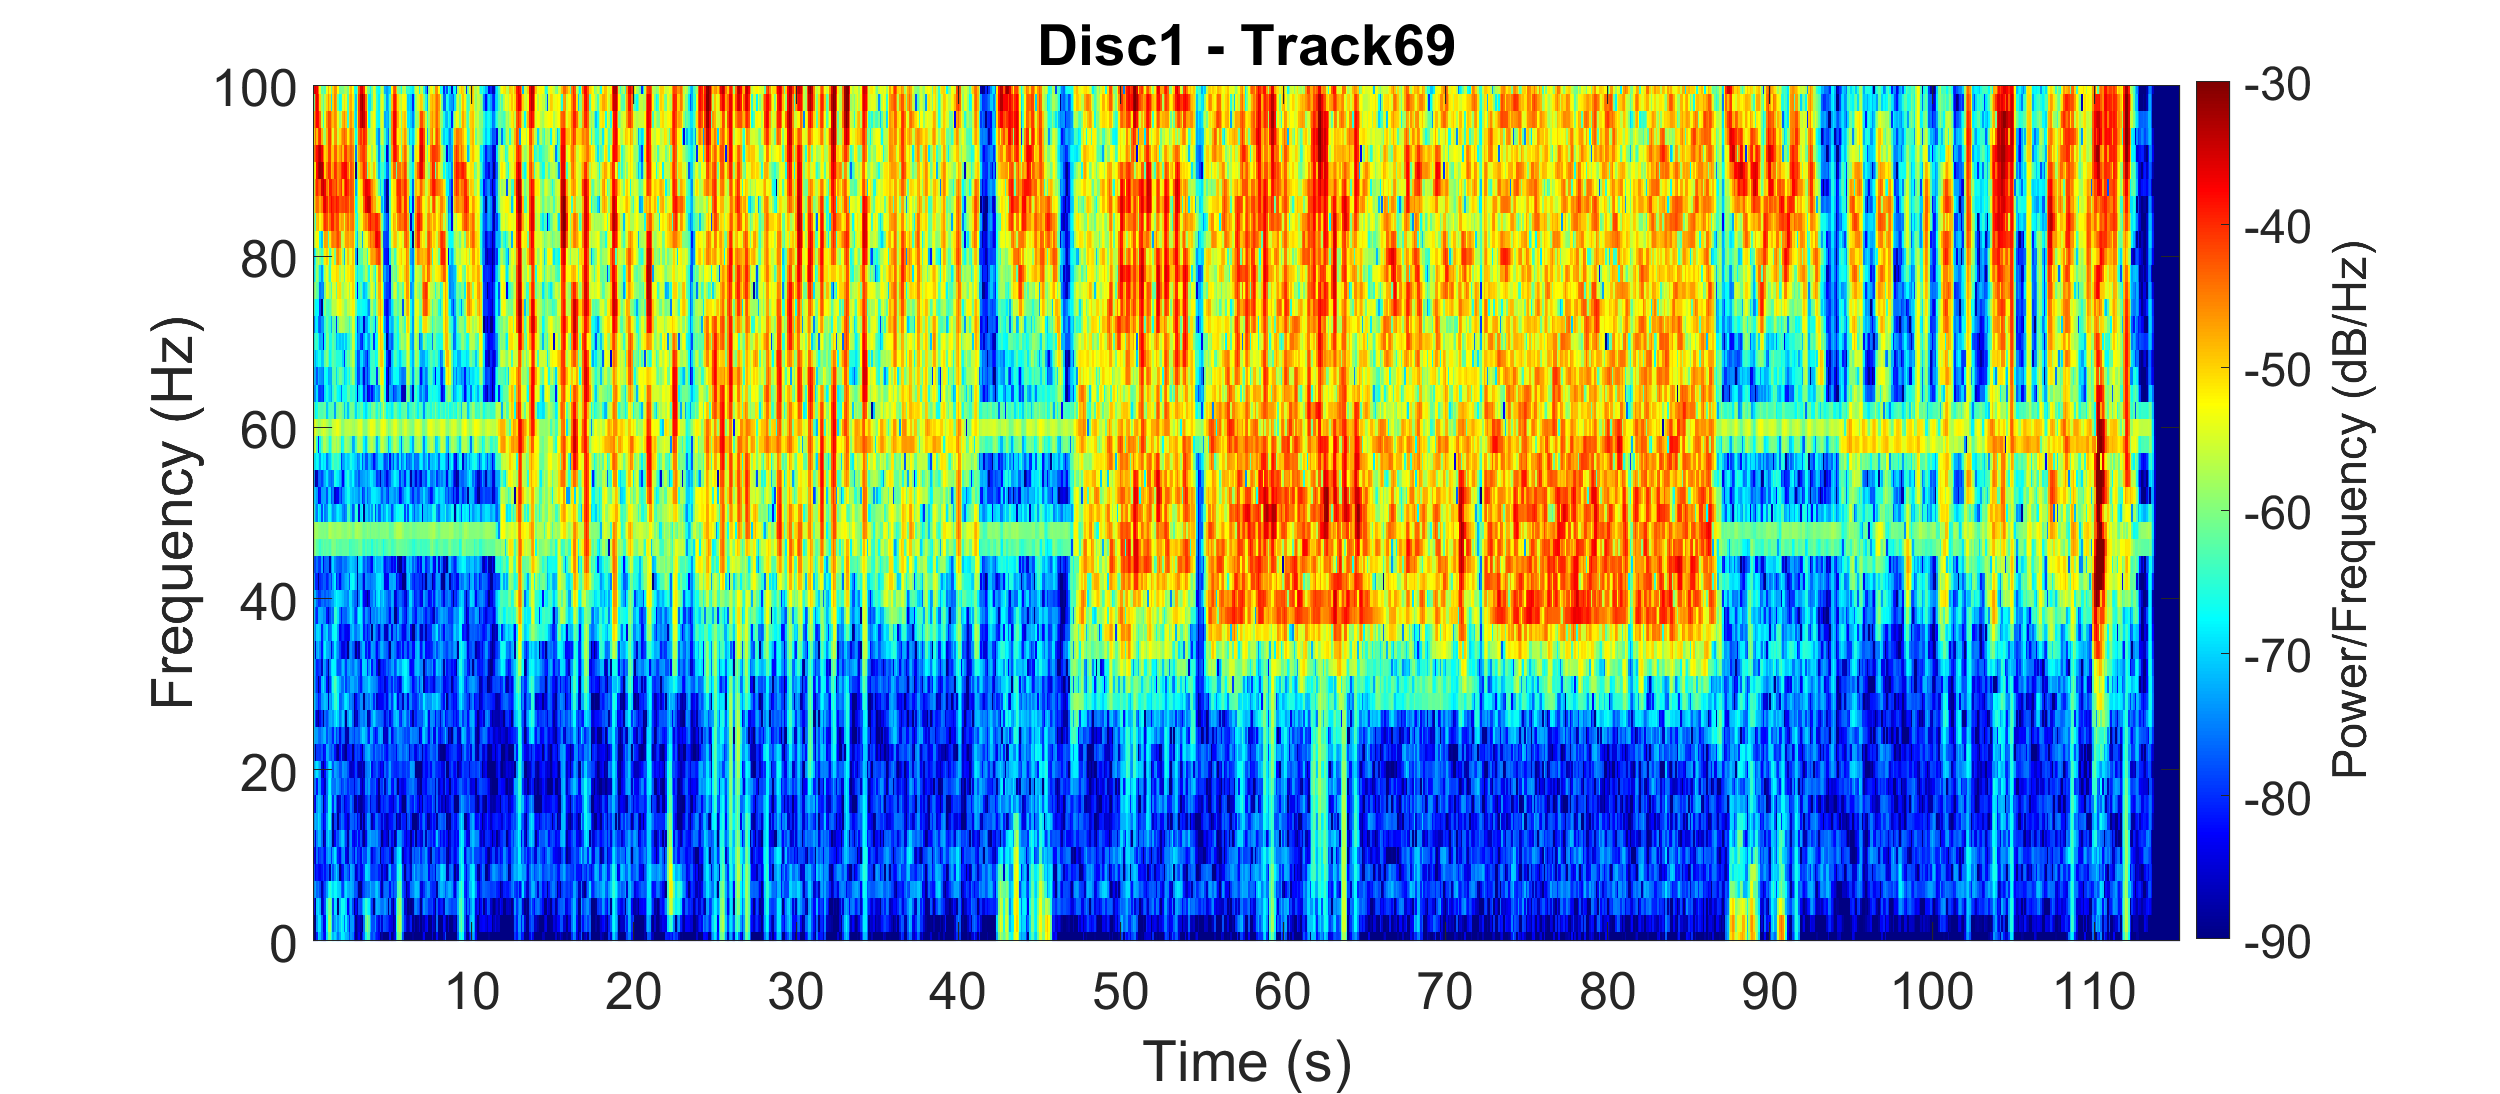 Disc1 - Track69
100
80
60
40
20
0
Frequency (Hz)
10 20 30 40 50 60 70 80 90 100 110
Time (s)
-30
-40
-50
-60
-70
-80
-90
Power/Frequency (dB/Hz)